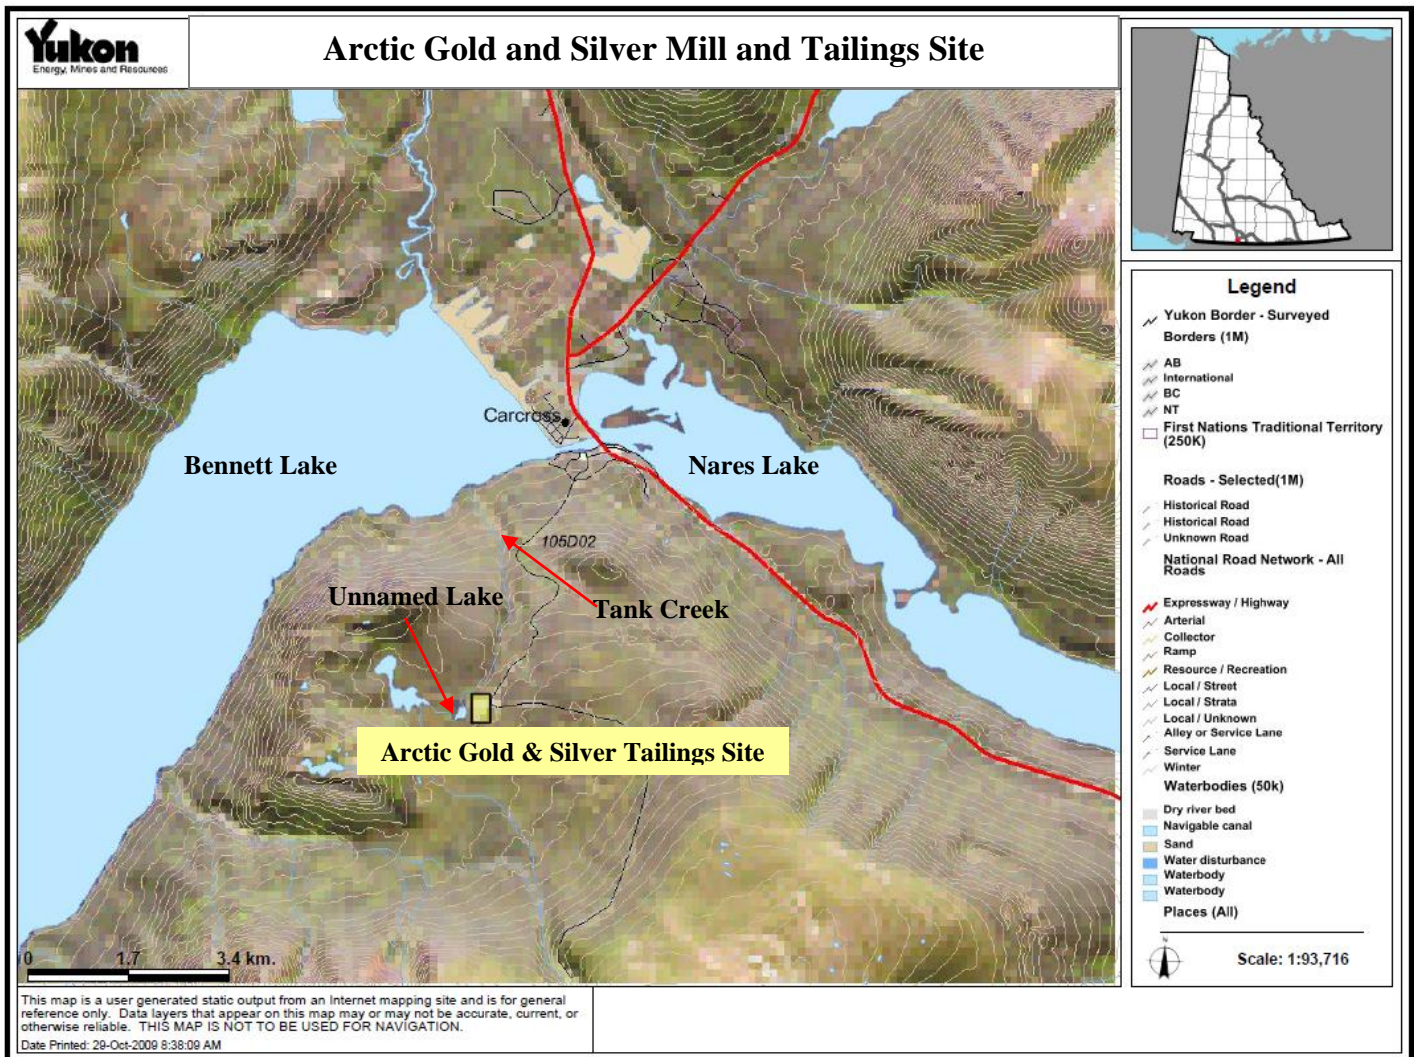 Yukon
Energy, Mines and Resources
Arctic Gold and Silver Mill and Tailings Site
Carcross
Bennett Lake
Nares Lake
105D02
Unnamed Lake
Tank Creek
Arctic Gold & Silver Tailings Site
0 1.7 3.4 km.
Legend
Yukon Border - Surveyed
Borders (1M)
AB
International
BC
NT
First Nations Traditional Territory
(250K)
Roads - Selected(1M)
Historical Road
Historical Road
Unknown Road
National Road Network - All
Roads
Expressway / Highway
Arterial
Collector
Ramp
Resource / Recreation
Local / Street
Local / Strata
Local / Unknown
Alley or Service Lane
Service Lane
Winter
Waterbodies (50k)
Dry river bed
Navigable canal
Sand
Water disturbance
Waterbody
Waterbody
Places (All)
N
Scale: 1:93,716
This map is a user generated static output from an Internet mapping site and is for general
reference only. Data layers that appear on this map may or may not be accurate, current, or
otherwise reliable. THIS MAP IS NOT TO BE USED FOR NAVIGATION.
Date Printed: 29-Oct-2009 8:38:09 AM